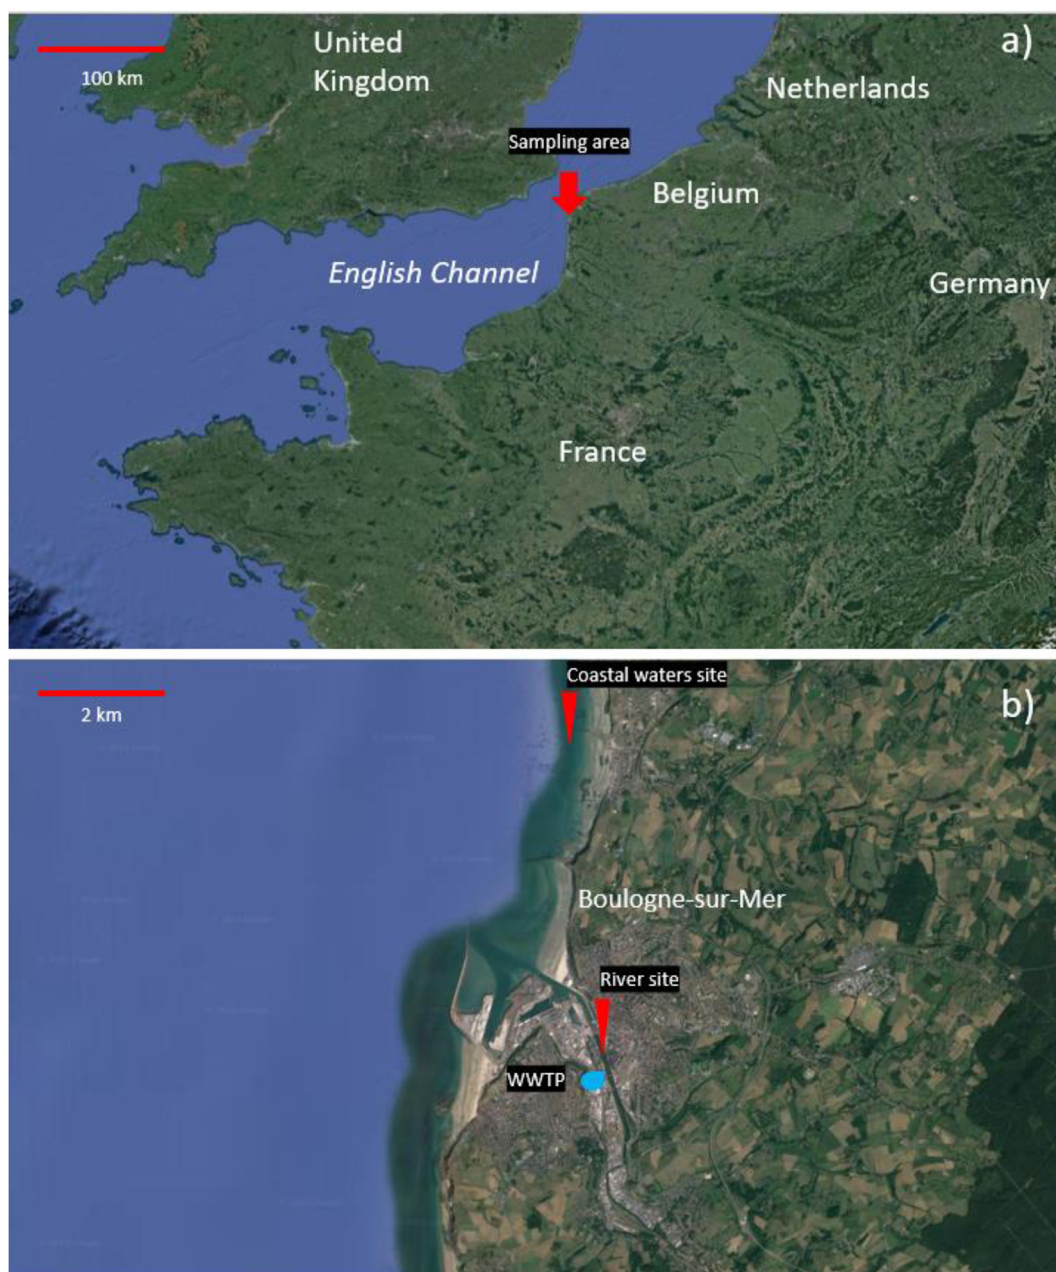 a)
United
Kingdom
100 km
Netherlands
Sampling area
Belgium
English Channel
Germany
France
Coastal waters site
b)
2 km
Boulogne-sur-Mer
River site
WWTP